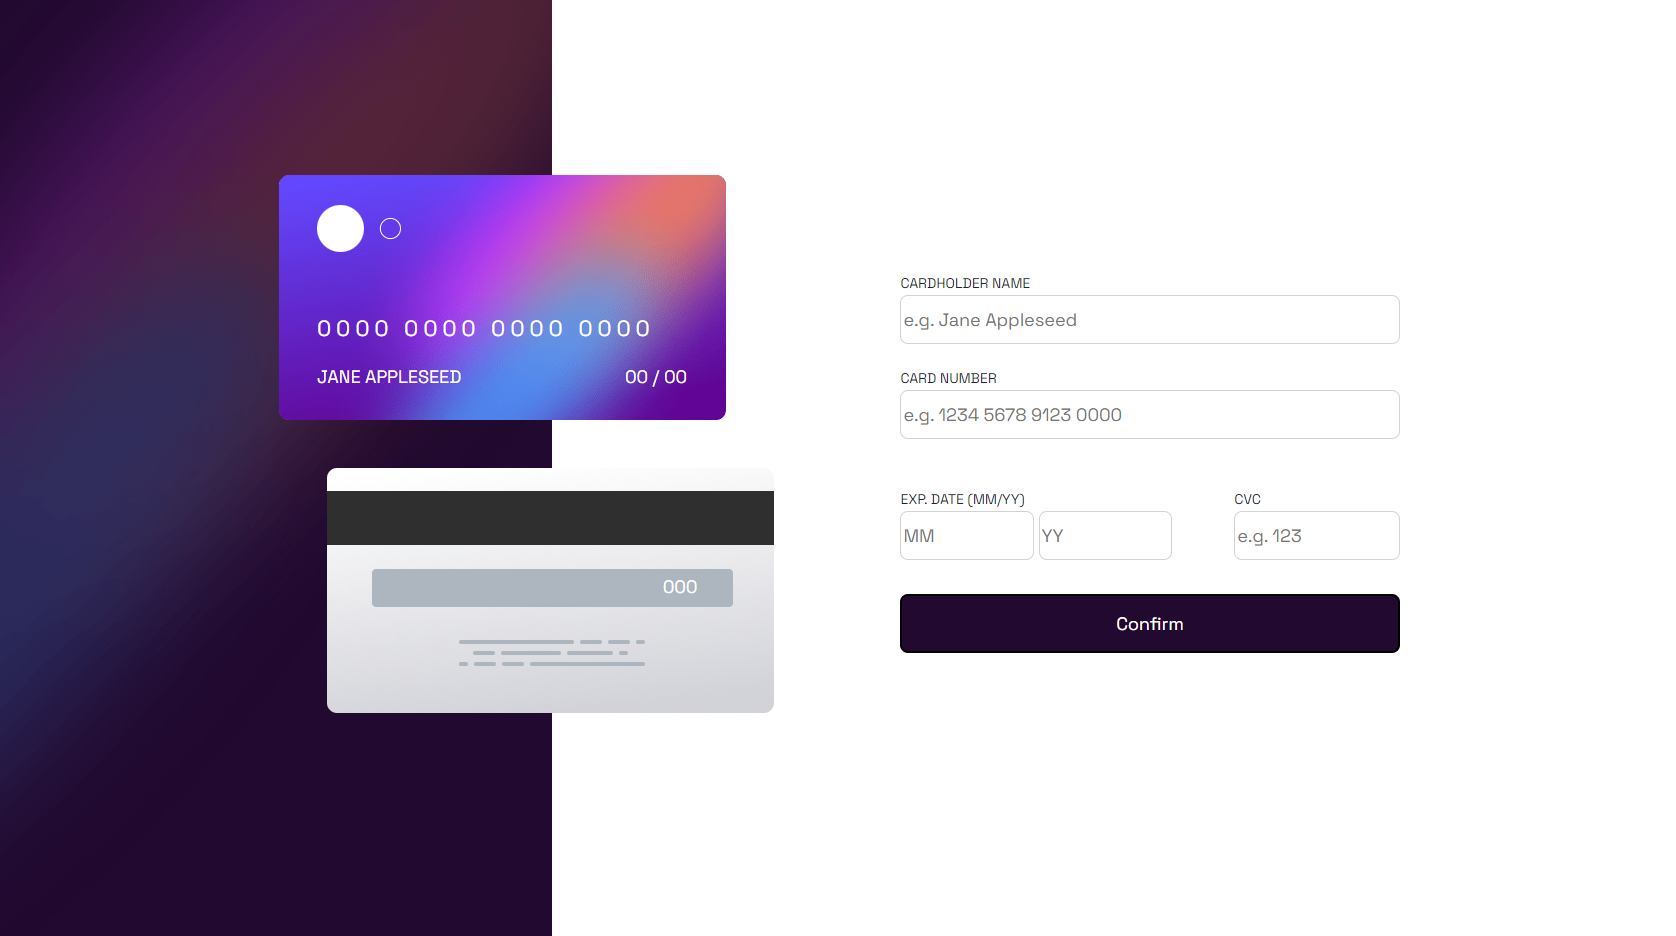 0000 0000 0000 0000
JANE APPLESEED 00 / 00
000
CARDHOLDER NAME
e.g. Jane Appleseed
CARD NUMBER
e.g. 1234 5678 9123 0000
EXP. DATE (MM/YY) CVC
MM YY e.g. 123
Confirm